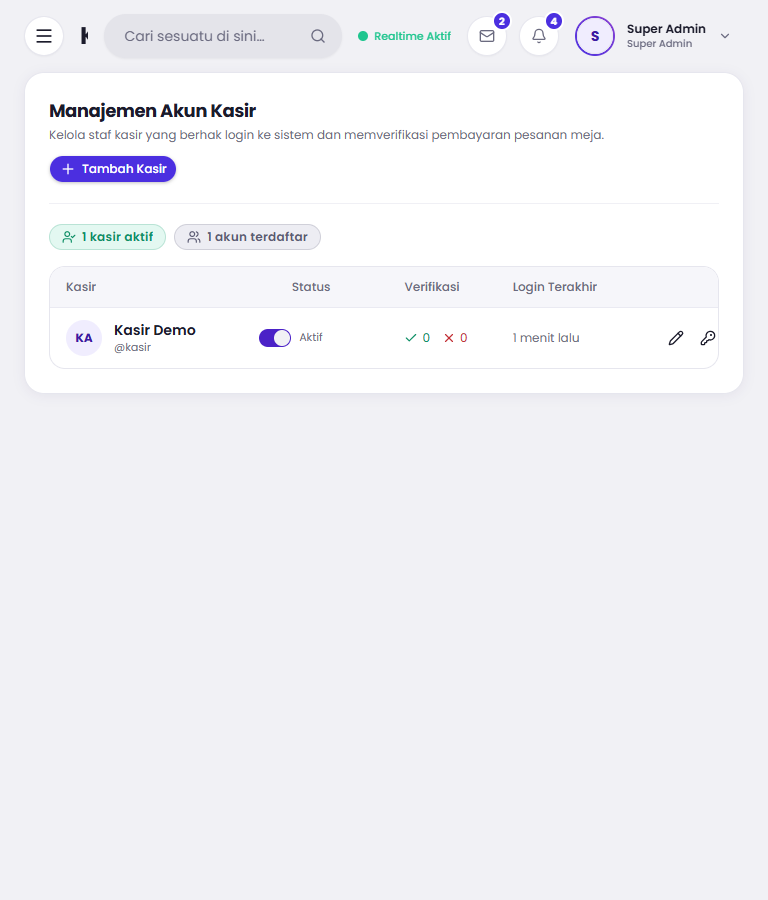 Cari sesuatu di sini...
Realtime Aktif
2
4
S
Super Admin
Super Admin
Manajemen Akun Kasir
Kelola staf kasir yang berhak login ke sistem dan memverifikasi pembayaran pesanan meja.
Tambah Kasir
1 kasir aktif
1 akun terdaftar
Kasir Status Verifikasi Login Terakhir
KA
Kasir Demo
@kasir
Aktif
0 0
1 menit lalu